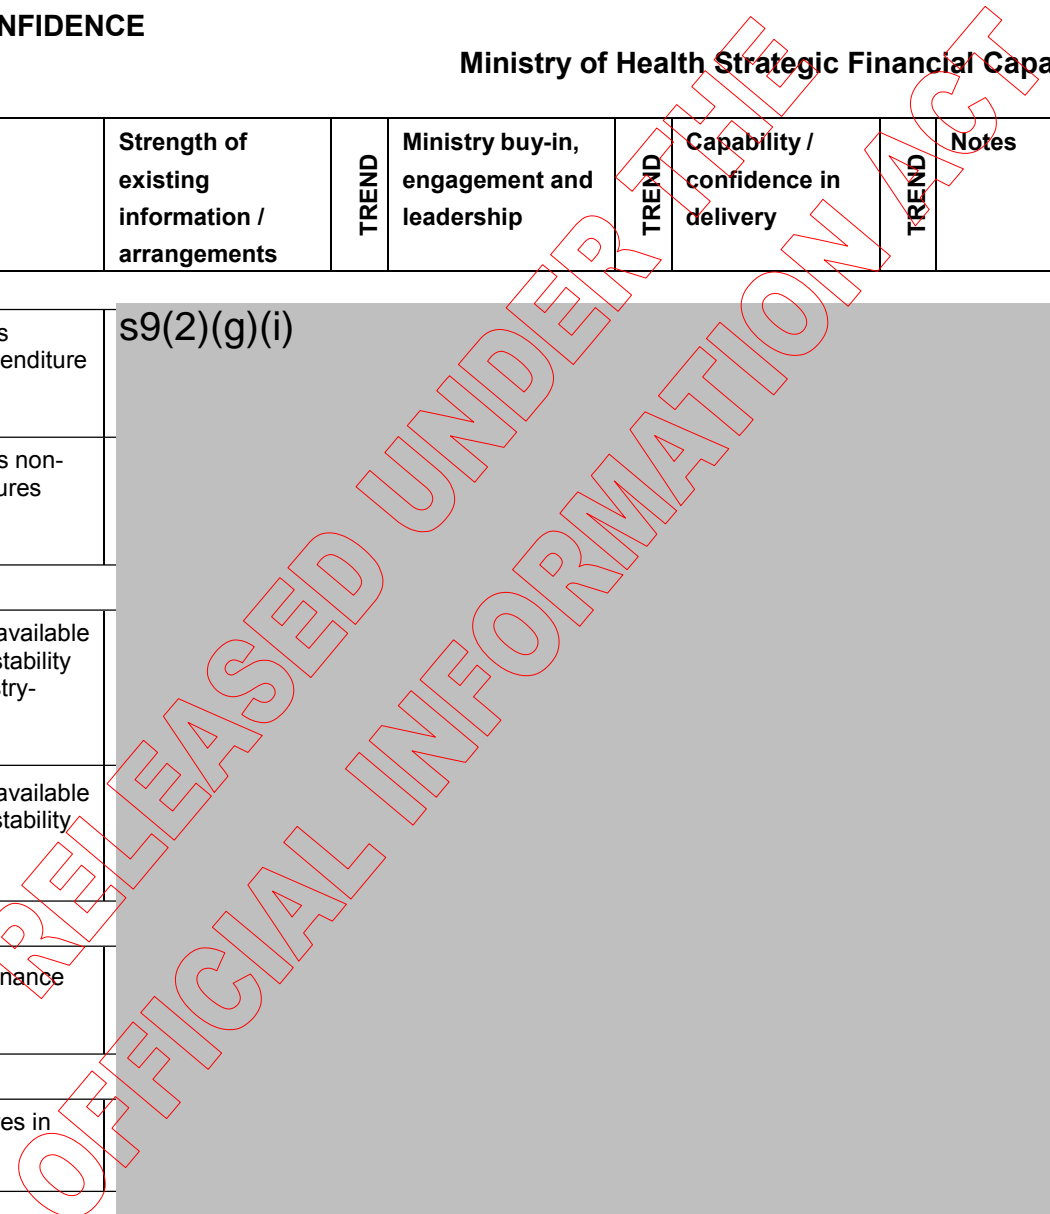 NFIDENCE
Ministry of Health Strategic Financial Capa
Strength of
existing
information /
arrangements
TREND
Ministry buy-in,
engagement and
leadership
TREND
Capability /
confidence in
delivery
TREND
Notes
s
enditure
s9(2)(g)(i)
s non-
ures
available
stability
stry-
available
stability
nance
es in
RELEASED UNDER THE
OFFICIAL INFORMATION ACT